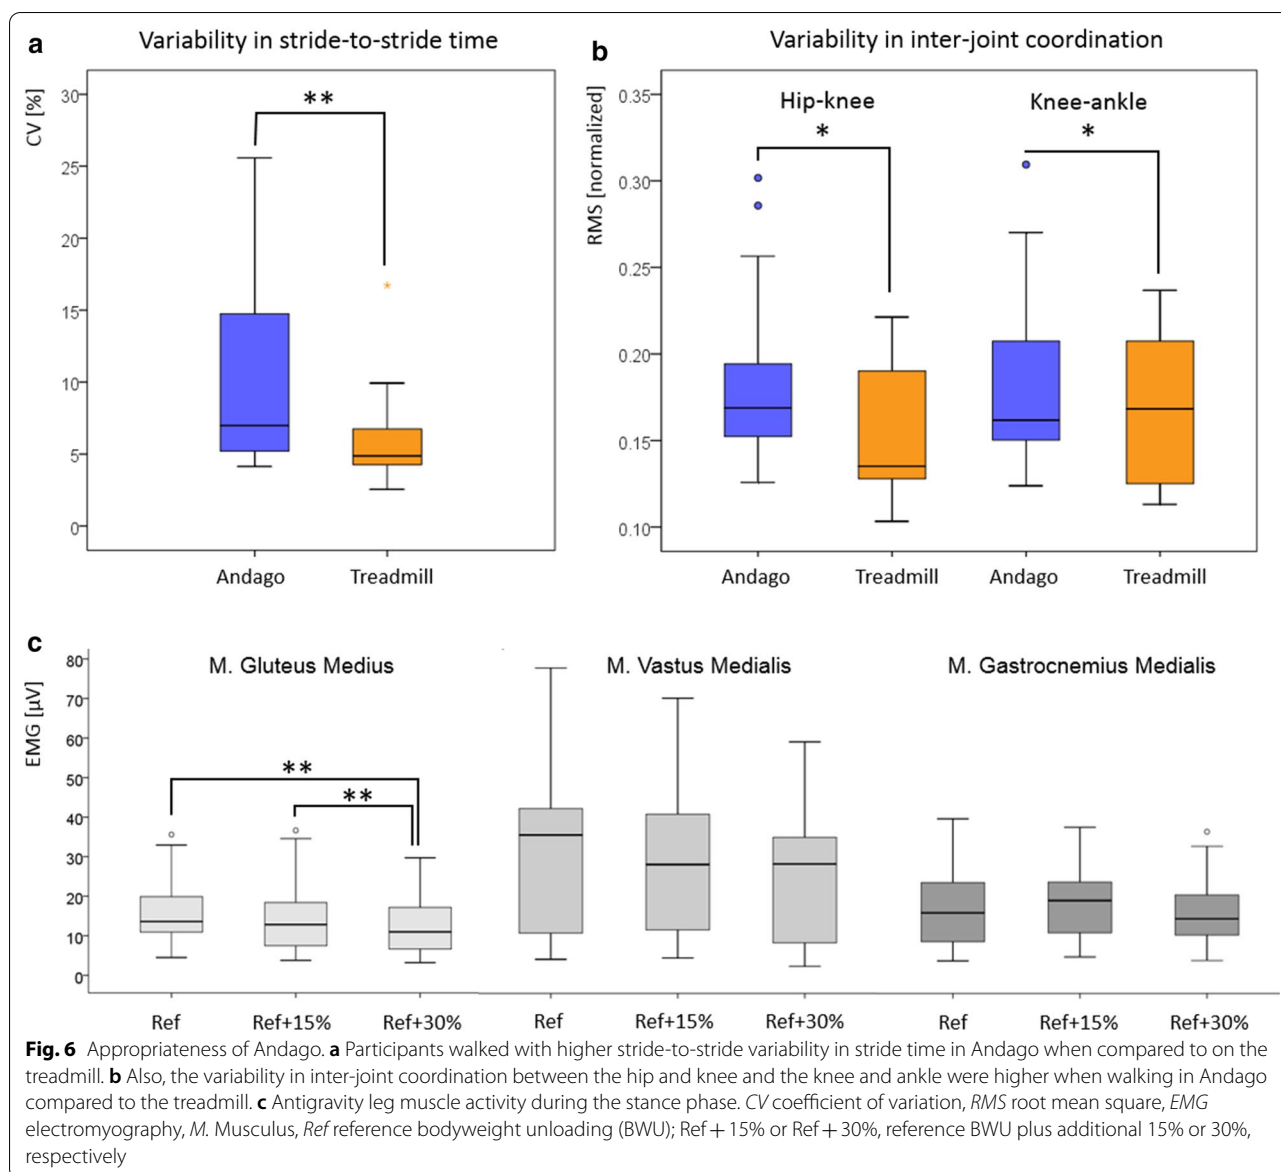 a Variability in stride-to-stride time
CV [%]
30
25
20
15
10
5
0
**
*
Andago Treadmill
b Variability in inter-joint coordination
RMS [normalized]
0.35
0.30
0.25
0.20
0.15
0.10
Hip-knee Knee-ankle
* *
Andago Treadmill Andago Treadmill
c
EMG [µV]
80
70
60
50
40
30
20
10
0
M. Gluteus Medius M. Vastus Medialis M. Gastrocnemius Medialis
**
**
Ref Ref+15% Ref+30% Ref Ref+15% Ref+30% Ref Ref+15% Ref+30%
Fig. 6 Appropriateness of Andago. a Participants walked with higher stride-to-stride variability in stride time in Andago when compared to on the
treadmill. b Also, the variability in inter-joint coordination between the hip and knee and the knee and ankle were higher when walking in Andago
compared to the treadmill. c Antigravity leg muscle activity during the stance phase. CV coefficient of variation, RMS root mean square, EMG
electromyography, M. Musculus, Ref reference bodyweight unloading (BWU); Ref + 15% or Ref + 30%, reference BWU plus additional 15% or 30%,
respectively